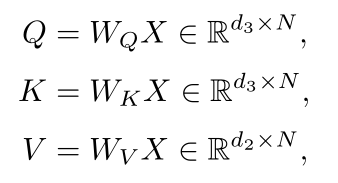 Q = W_Q X ∈ ℝ^{d_3×N},
K = W_K X ∈ ℝ^{d_3×N},
V = W_V X ∈ ℝ^{d_2×N},